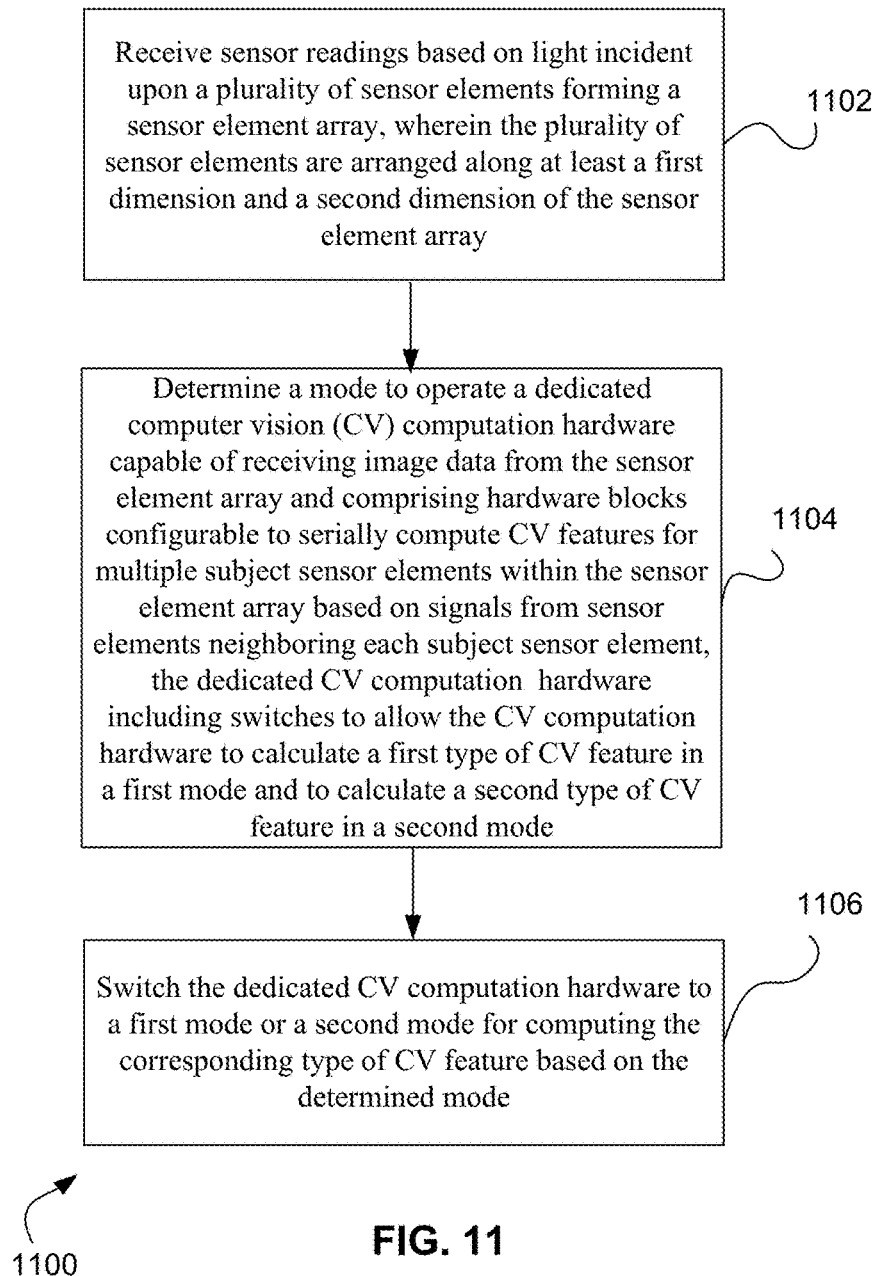 Receive sensor readings based on light incident
upon a plurality of sensor elements forming a
sensor element array, wherein the plurality of
sensor elements are arranged along at least a first
dimension and a second dimension of the sensor
element array
1102
Determine a mode to operate a dedicated
computer vision (CV) computation hardware
capable of receiving image data from the sensor
element array and comprising hardware blocks
configurable to serially compute CV features for
multiple subject sensor elements within the sensor
element array based on signals from sensor
elements neighboring each subject sensor element,
the dedicated CV computation hardware
including switches to allow the CV computation
hardware to calculate a first type of CV feature in
a first mode and to calculate a second type of CV
feature in a second mode
1104
Switch the dedicated CV computation hardware to
a first mode or a second mode for computing the
corresponding type of CV feature based on the
determined mode
1106
1100
FIG. 11